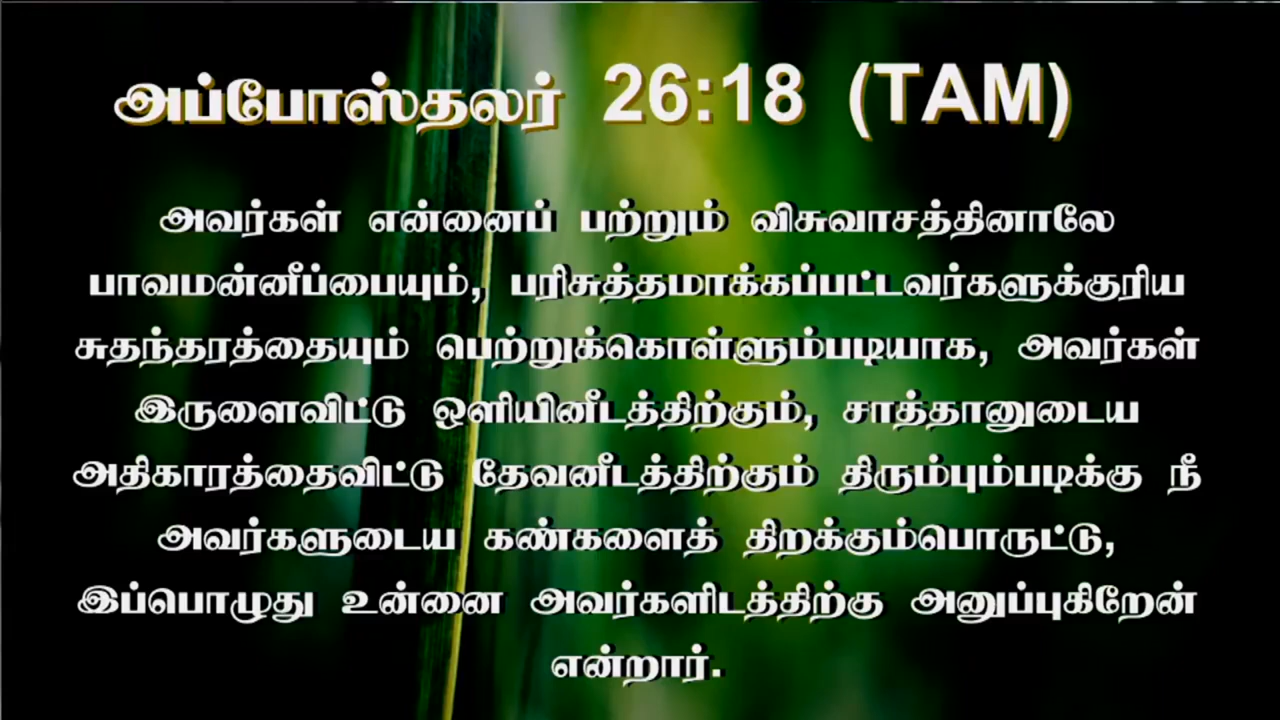 அப்போஸ்தலர் 26:18 (TAM)
அவர்கள் என்னைப் பற்றும் விசுவாசத்தினாலே
பாவமன்னீப்பையும், பரிசுத்தமாக்கப்பட்டவர்களுக்குரிய
சுதந்தரத்தையும் பெற்றுக்கொள்ளும்படியாக, அவர்கள்
இருளைவிட்டு ஒளியினீடத்திற்கும், சாத்தானுடைய
அதிகாரத்தைவிட்டு தேவனீடத்திற்கும் திரும்பும்படிக்கு நீ
அவர்களுடைய கண்களைத் திறக்கும்பொருட்டு,
இப்பொழுது உன்னை அவர்களிடத்திற்கு அனுப்புகிறேன்
என்றார்.